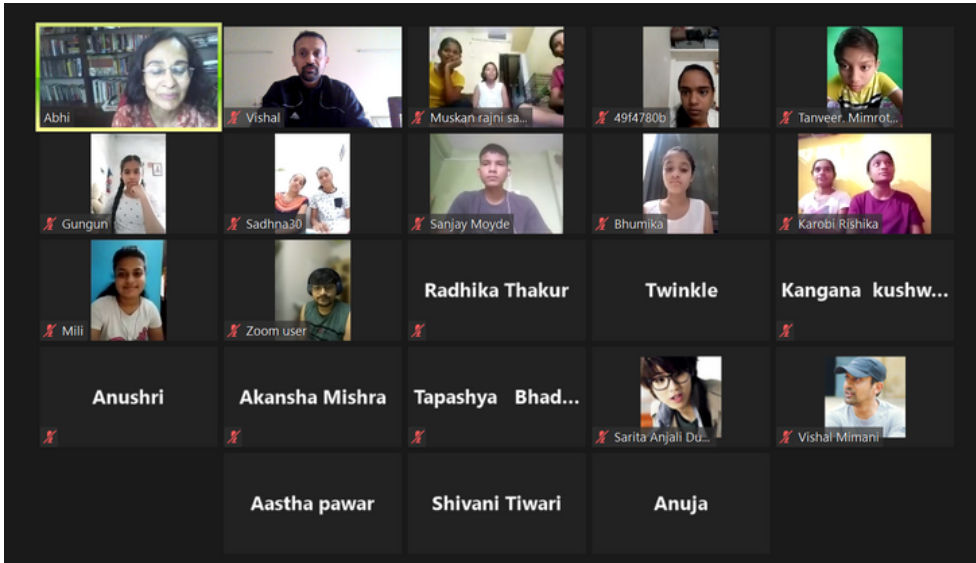 Abhi
Vishal
Muskan rajni sa...
49f4780b
Tanveer. Mimrot...
Gungun
Sadhna30
Sanjay Moyde
Bhumika
Karobi Rishika
Mili
Zoom user
Radhika Thakur
Twinkle
Kangana kushw...
Anushri
Akansha Mishra
Tapashya Bhad...
Sarita Anjali Du...
Vishal Mimani
Aastha pawar
Shivani Tiwari
Anuja